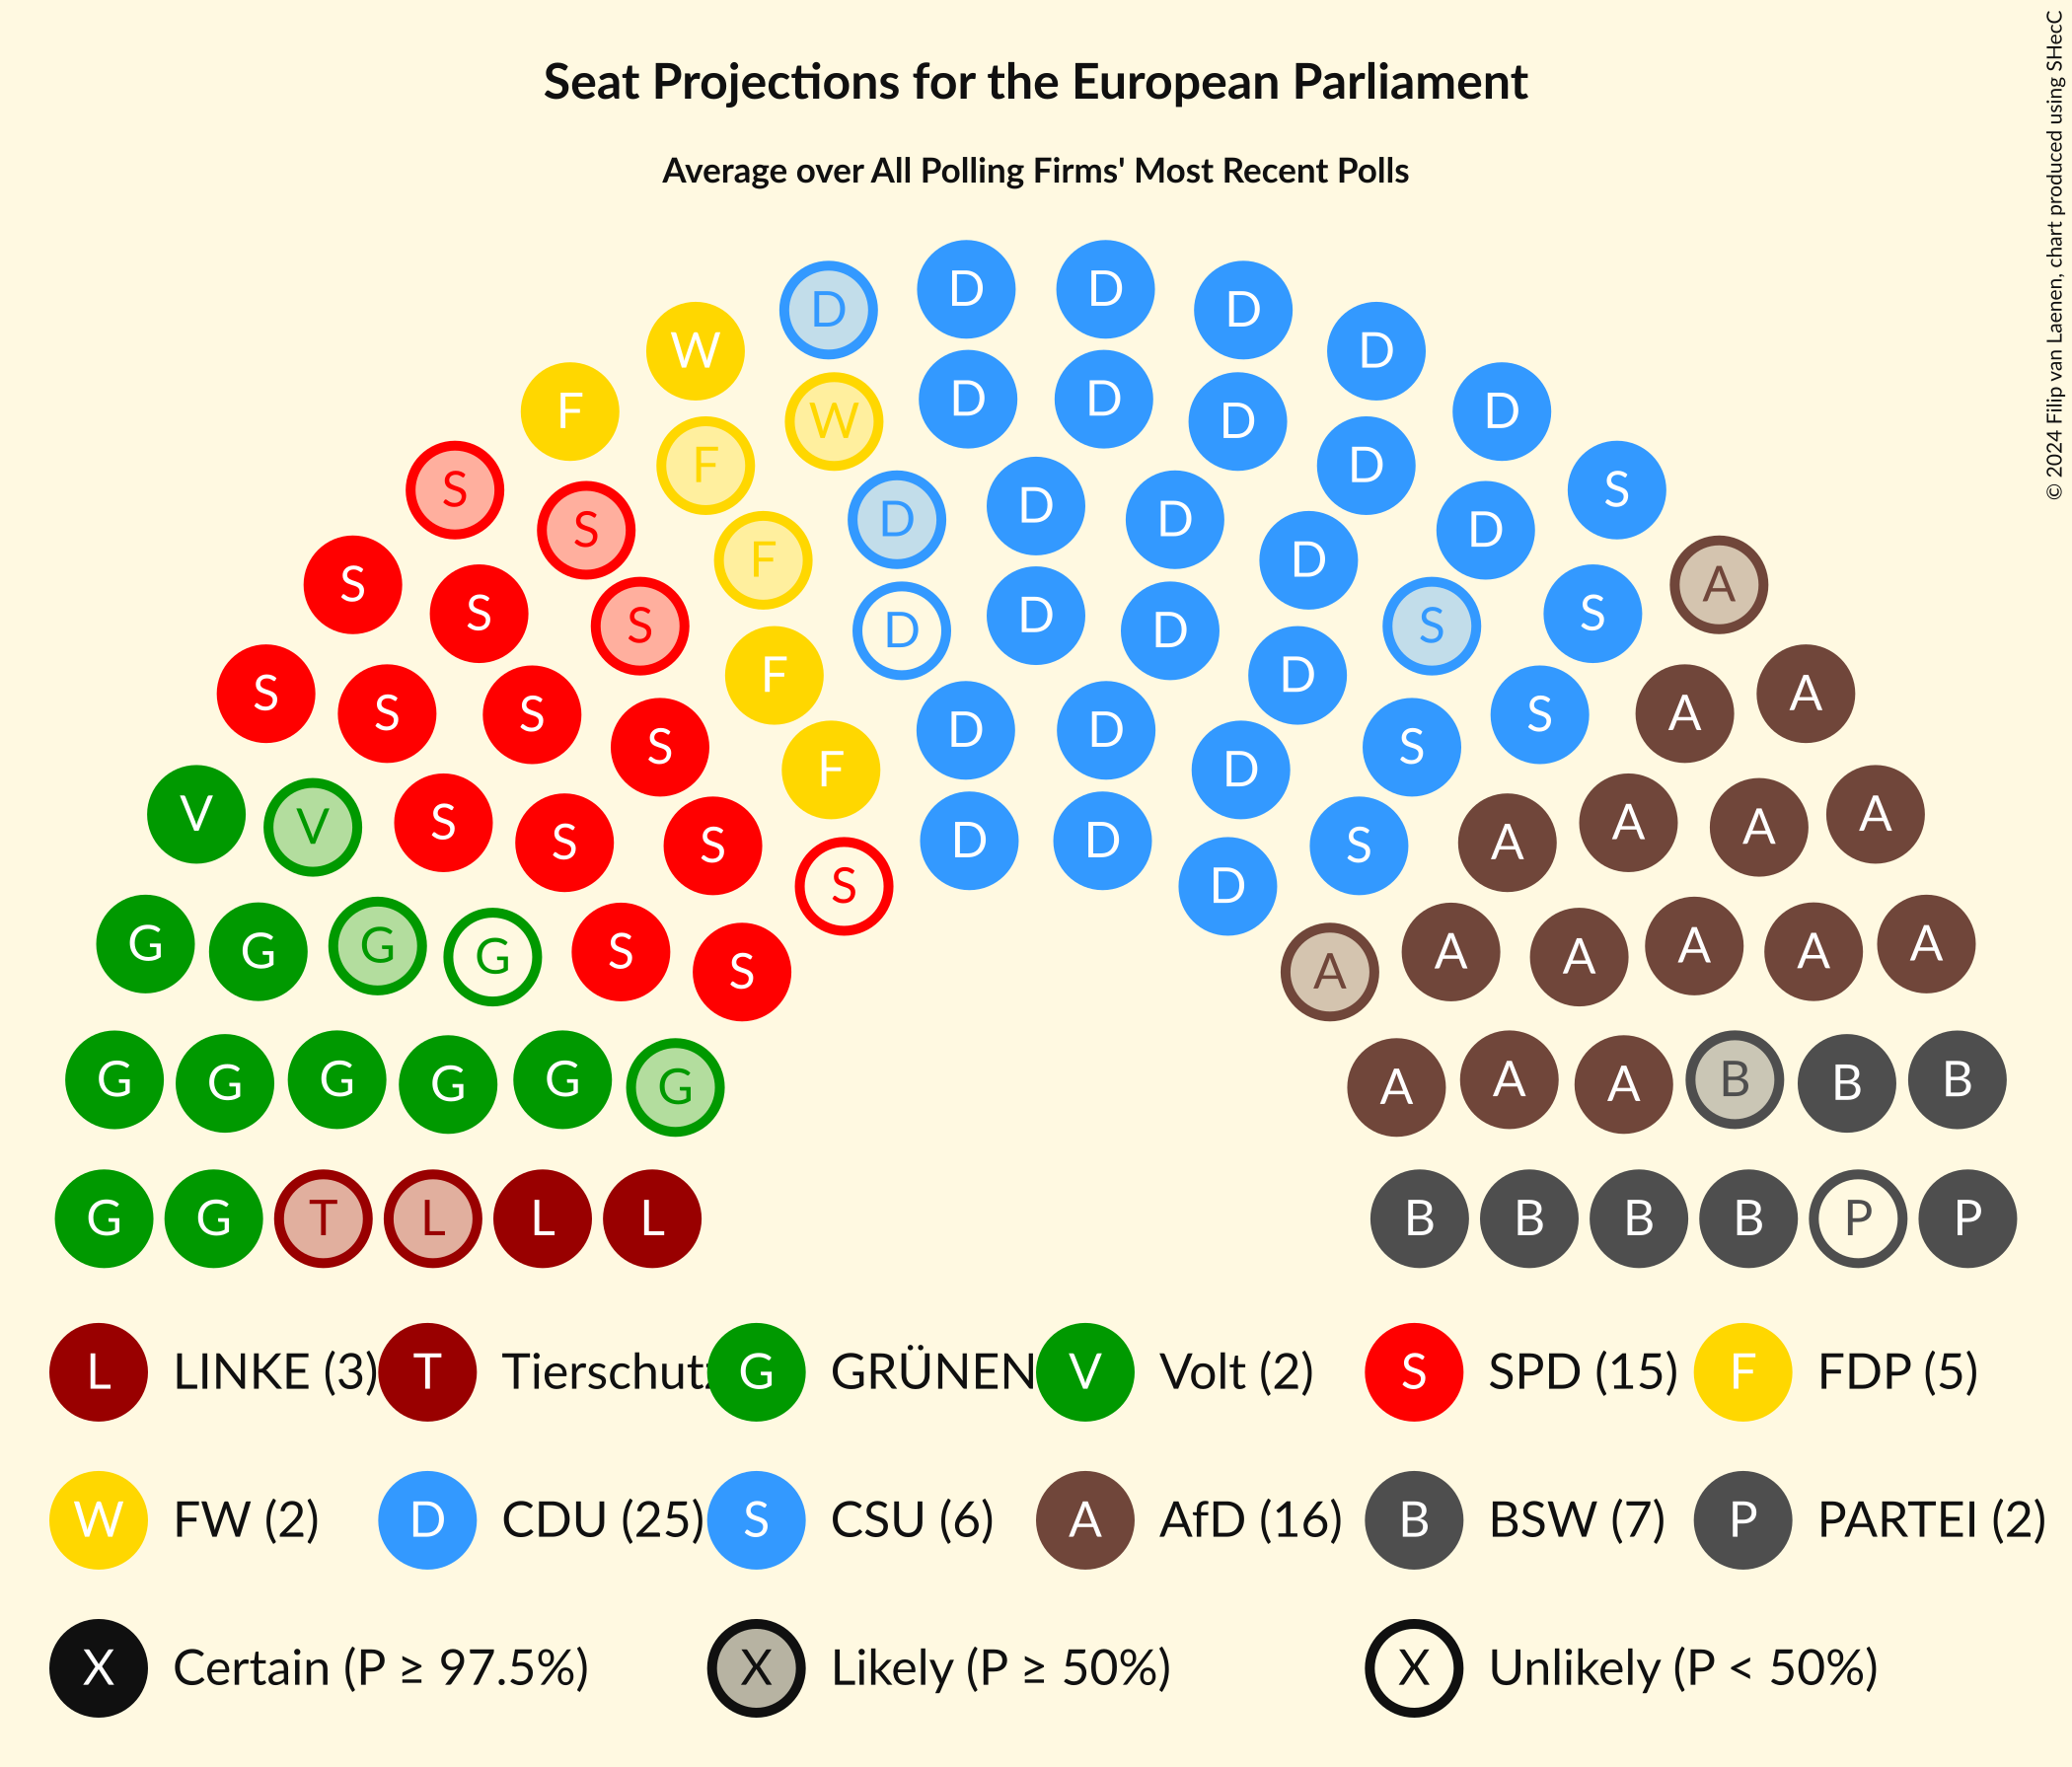 Seat Projections for the European Parliament
Average over All Polling Firms' Most Recent Polls
© 2024 Filip van Laenen, chart produced using SHecC
D D
D D
W D
F W D D D D
S F D S
S D D D D
S F D A
S S D D D S S
S F D A
S S S D D S S A
F D
V V S S S D D S A A A A
S D
G G G G S S A A A A A A
G G G G G G A A A B B B
G G T L L L B B B B P P
L LINKE (3) T Tierschut G GRÜNEN V Volt (2) S SPD (15) F FDP (5)
W FW (2) D CDU (25) S CSU (6) A AfD (16) B BSW (7) P PARTEI (2)
X Certain (P ≥ 97.5%) X Likely (P ≥ 50%) X Unlikely (P < 50%)